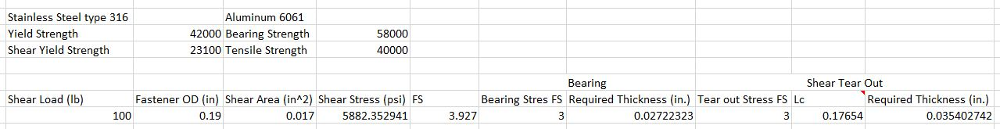 Stainless Steel type 316 Aluminum 6061
Yield Strength 42000 Bearing Strength 58000
Shear Yield Strength 23100 Tensile Strength 40000
Bearing Shear Tear Out
Shear Load (lb) Fastener OD (in) Shear Area (in^2) Shear Stress (psi) FS Bearing Stres FS Required Thickness (in.) Tear out Stress FS Lc Required Thickness (in.)
100 0.19 0.017 5882.352941 3.927 3 0.02722323 3 0.17654 0.035402742